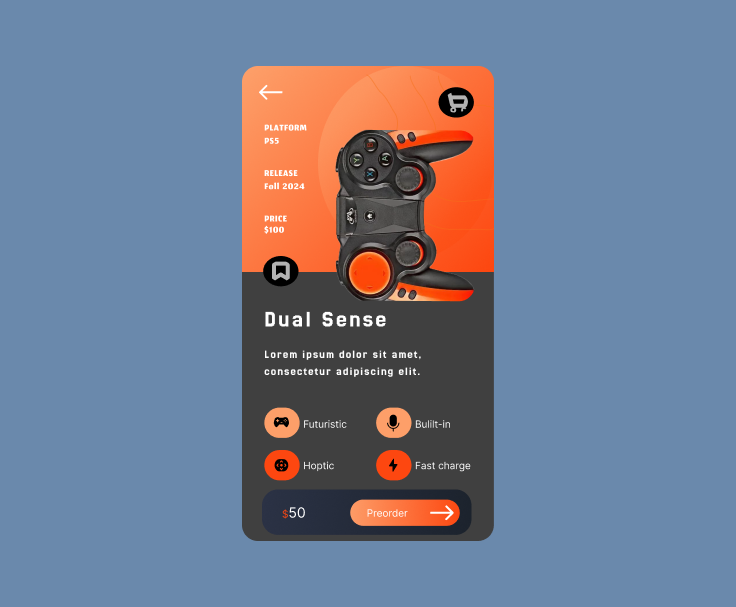 PLATFORM
PS5
RELEASE
Foll 2024
PRICE
$100
Dual Sense
Lorem ipsum dolor sit amet,
consectetur adipiscing elit.
Futuristic
Bulilt-in
Hoptic
Fast charge
$50
Preorder